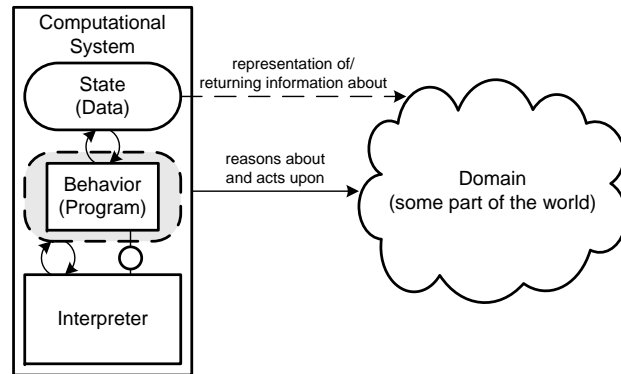 Computational
System
State
(Data)
representation of/
returning information about
Behavior
(Program)
reasons about
and acts upon
Domain
(some part of the world)
Interpreter